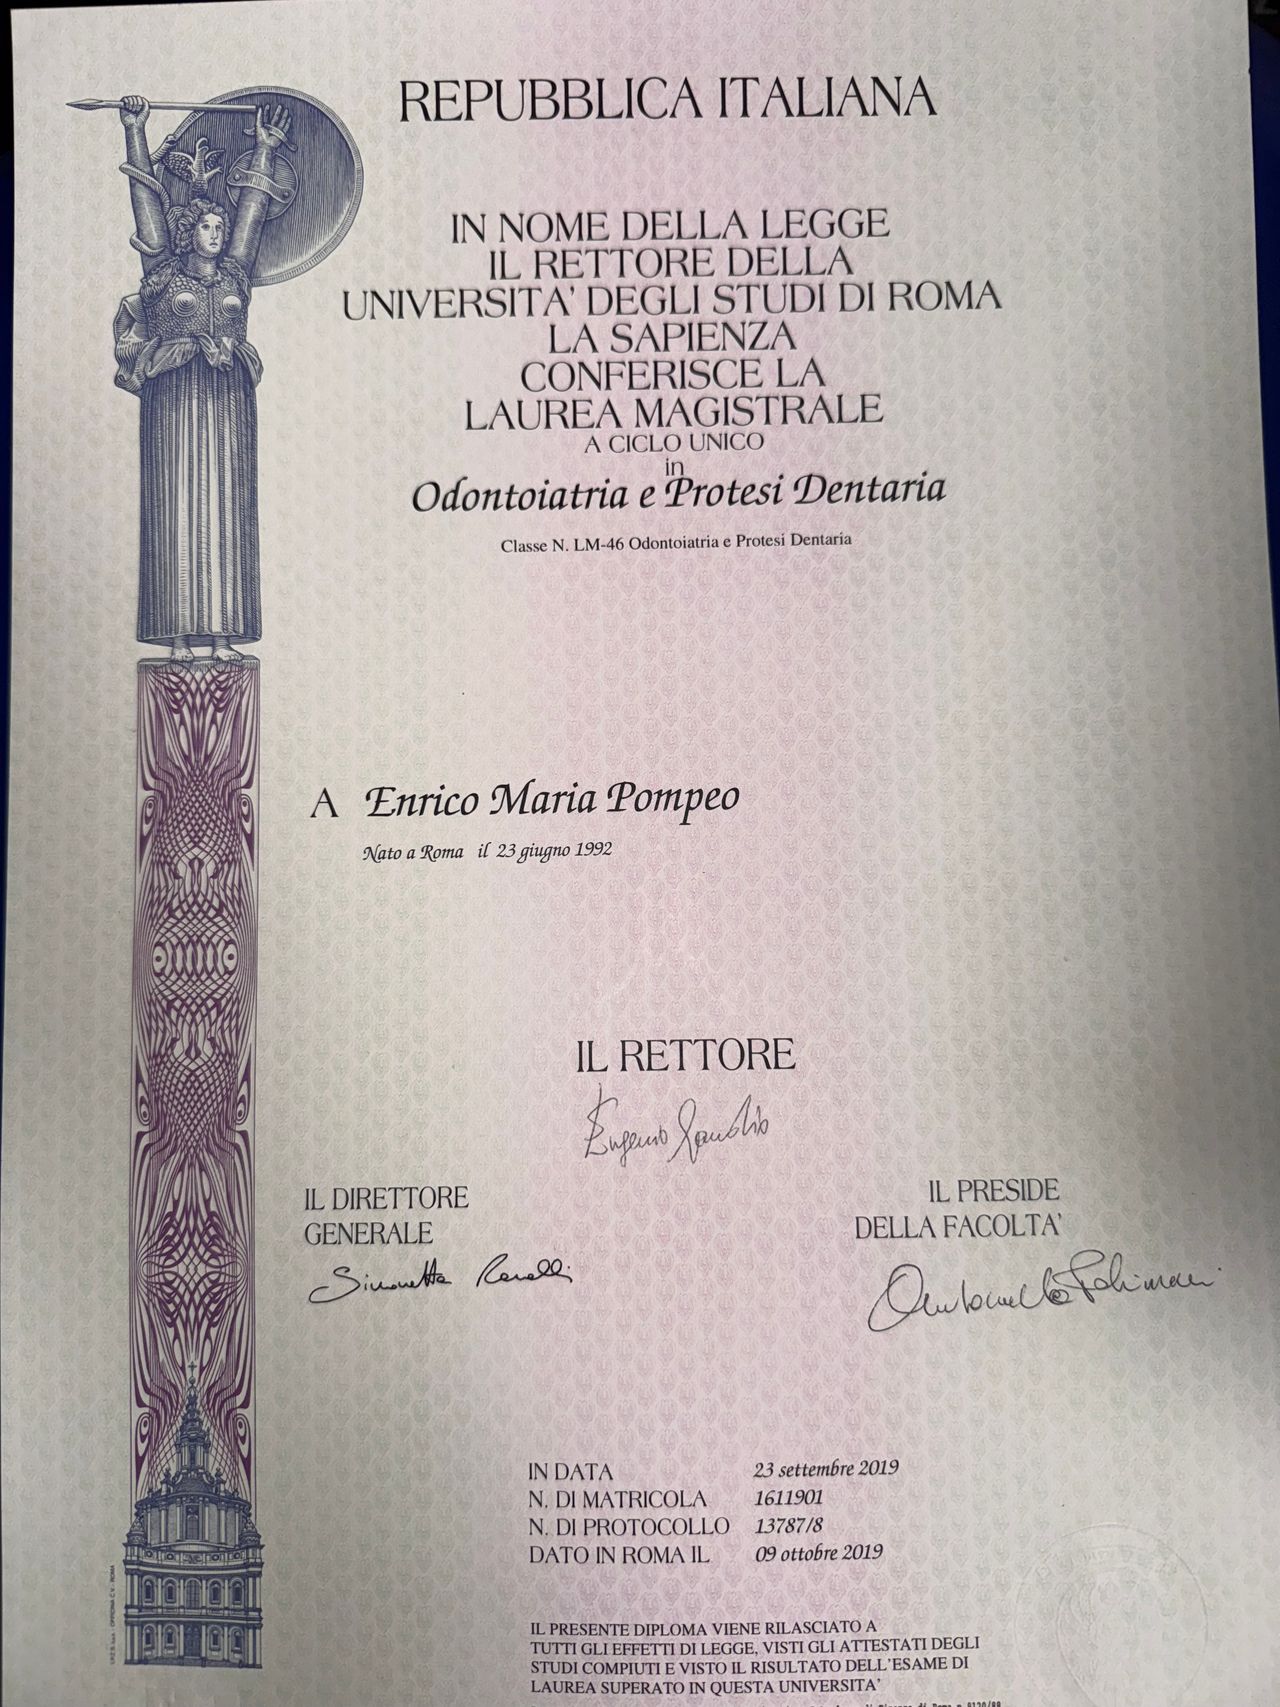 REPUBBLICA ITALIANA
IN NOME DELLA LEGGE
IL RETTORE DELLA
UNIVERSITA' DEGLI STUDI DI ROMA
LA SAPIENZA
CONFERISCE LA
LAUREA MAGISTRALE
A CICLO UNICO
in
Odontoiatria e Protesi Dentaria
Classe N. LM-46 Odontoiatria e Protesi Dentaria
A Enrico Maria Pompeo
Nato a Roma il 23 giugno 1992
IL RETTORE
Eugenio Gaudio
IL DIRETTORE
GENERALE
Simonetta Ranalli
IL PRESIDE
DELLA FACOLTA'
Antonella Polimeni
IN DATA 23 settembre 2019
N. DI MATRICOLA 1611901
N. DI PROTOCOLLO 13787/8
DATO IN ROMA IL 09 ottobre 2019
IL PRESENTE DIPLOMA VIENE RILASCIATO A
TUTTI GLI EFFETTI DI LEGGE, VISTI GLI ATTESTATI DEGLI
STUDI COMPIUTI E VISTO IL RISULTATO DELL'ESAME DI
LAUREA SUPERATO IN QUESTA UNIVERSITA'